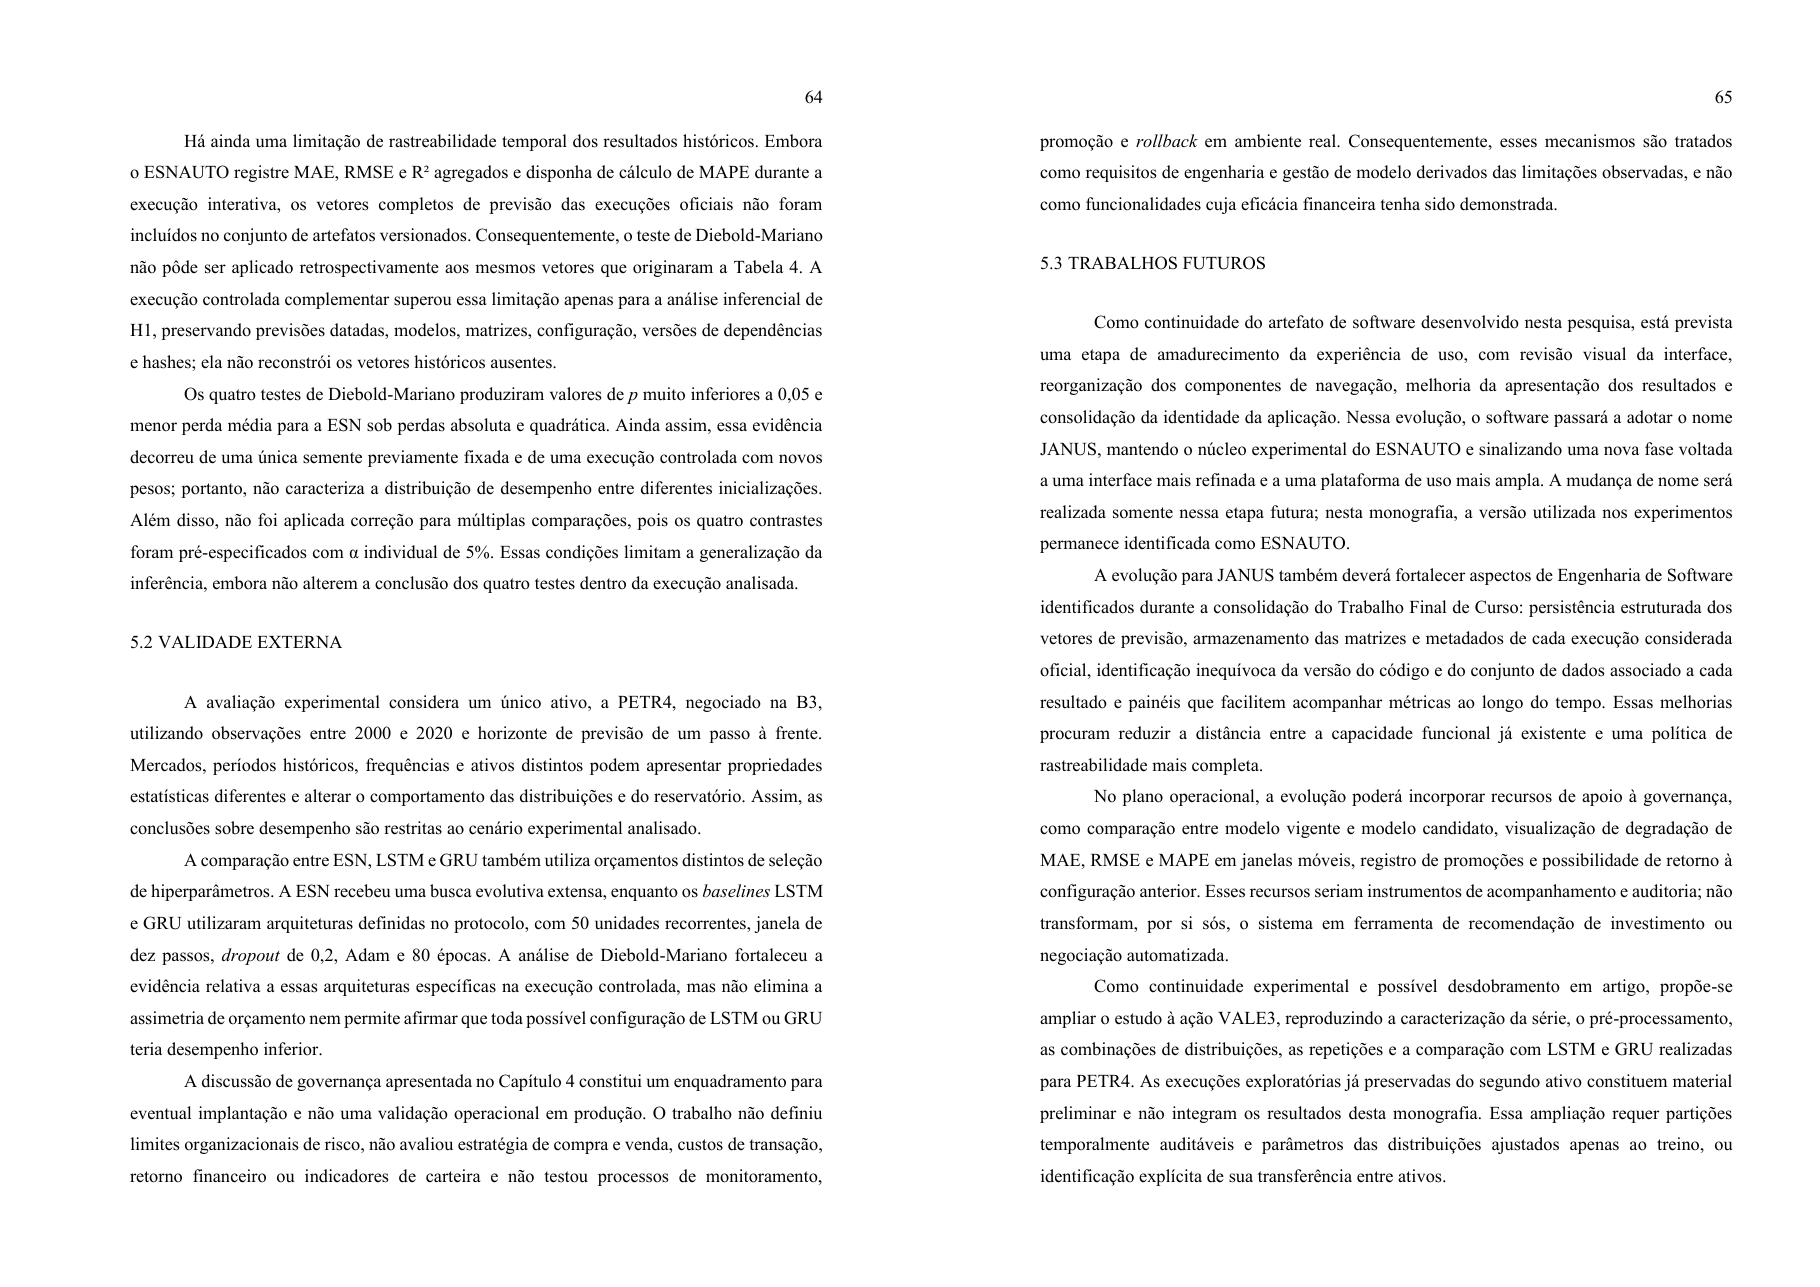 64
Há ainda uma limitação de rastreabilidade temporal dos resultados históricos. Embora
o ESNAUTO registre MAE, RMSE e R² agregados e disponha de cálculo de MAPE durante a
execução interativa, os vetores completos de previsão das execuções oficiais não foram
incluídos no conjunto de artefatos versionados. Consequentemente, o teste de Diebold-Mariano
não pôde ser aplicado retrospectivamente aos mesmos vetores que originaram a Tabela 4. A
execução controlada complementar superou essa limitação apenas para a análise inferencial de
H1, preservando previsões datadas, modelos, matrizes, configuração, versões de dependências
e hashes; ela não reconstrói os vetores históricos ausentes.
Os quatro testes de Diebold-Mariano produziram valores de p muito inferiores a 0,05 e
menor perda média para a ESN sob perdas absoluta e quadrática. Ainda assim, essa evidência
decorreu de uma única semente previamente fixada e de uma execução controlada com novos
pesos; portanto, não caracteriza a distribuição de desempenho entre diferentes inicializações.
Além disso, não foi aplicada correção para múltiplas comparações, pois os quatro contrastes
foram pré-especificados com α individual de 5%. Essas condições limitam a generalização da
inferência, embora não alterem a conclusão dos quatro testes dentro da execução analisada.
5.2 VALIDADE EXTERNA
A avaliação experimental considera um único ativo, a PETR4, negociado na B3,
utilizando observações entre 2000 e 2020 e horizonte de previsão de um passo à frente.
Mercados, períodos históricos, frequências e ativos distintos podem apresentar propriedades
estatísticas diferentes e alterar o comportamento das distribuições e do reservatório. Assim, as
conclusões sobre desempenho são restritas ao cenário experimental analisado.
A comparação entre ESN, LSTM e GRU também utiliza orçamentos distintos de seleção
de hiperparâmetros. A ESN recebeu uma busca evolutiva extensa, enquanto os baselines LSTM
e GRU utilizaram arquiteturas definidas no protocolo, com 50 unidades recorrentes, janela de
dez passos, dropout de 0,2, Adam e 80 épocas. A análise de Diebold-Mariano fortaleceu a
evidência relativa a essas arquiteturas específicas na execução controlada, mas não elimina a
assimetria de orçamento nem permite afirmar que toda possível configuração de LSTM ou GRU
teria desempenho inferior.
A discussão de governança apresentada no Capítulo 4 constitui um enquadramento para
eventual implantação e não uma validação operacional em produção. O trabalho não definiu
limites organizacionais de risco, não avaliou estratégia de compra e venda, custos de transação,
retorno financeiro ou indicadores de carteira e não testou processos de monitoramento,
65
promoção e rollback em ambiente real. Consequentemente, esses mecanismos são tratados
como requisitos de engenharia e gestão de modelo derivados das limitações observadas, e não
como funcionalidades cuja eficácia financeira tenha sido demonstrada.
5.3 TRABALHOS FUTUROS
Como continuidade do artefato de software desenvolvido nesta pesquisa, está prevista
uma etapa de amadurecimento da experiência de uso, com revisão visual da interface,
reorganização dos componentes de navegação, melhoria da apresentação dos resultados e
consolidação da identidade da aplicação. Nessa evolução, o software passará a adotar o nome
JANUS, mantendo o núcleo experimental do ESNAUTO e sinalizando uma nova fase voltada
a uma interface mais refinada e a uma plataforma de uso mais ampla. A mudança de nome será
realizada somente nessa etapa futura; nesta monografia, a versão utilizada nos experimentos
permanece identificada como ESNAUTO.
A evolução para JANUS também deverá fortalecer aspectos de Engenharia de Software
identificados durante a consolidação do Trabalho Final de Curso: persistência estruturada dos
vetores de previsão, armazenamento das matrizes e metadados de cada execução considerada
oficial, identificação inequívoca da versão do código e do conjunto de dados associado a cada
resultado e painéis que facilitem acompanhar métricas ao longo do tempo. Essas melhorias
procuram reduzir a distância entre a capacidade funcional já existente e uma política de
rastreabilidade mais completa.
No plano operacional, a evolução poderá incorporar recursos de apoio à governança,
como comparação entre modelo vigente e modelo candidato, visualização de degradação de
MAE, RMSE e MAPE em janelas móveis, registro de promoções e possibilidade de retorno à
configuração anterior. Esses recursos seriam instrumentos de acompanhamento e auditoria; não
transformam, por si sós, o sistema em ferramenta de recomendação de investimento ou
negociação automatizada.
Como continuidade experimental e possível desdobramento em artigo, propõe-se
ampliar o estudo à ação VALE3, reproduzindo a caracterização da série, o pré-processamento,
as combinações de distribuições, as repetições e a comparação com LSTM e GRU realizadas
para PETR4. As execuções exploratórias já preservadas do segundo ativo constituem material
preliminar e não integram os resultados desta monografia. Essa ampliação requer partições
temporalmente auditáveis e parâmetros das distribuições ajustados apenas ao treino, ou
identificação explícita de sua transferência entre ativos.